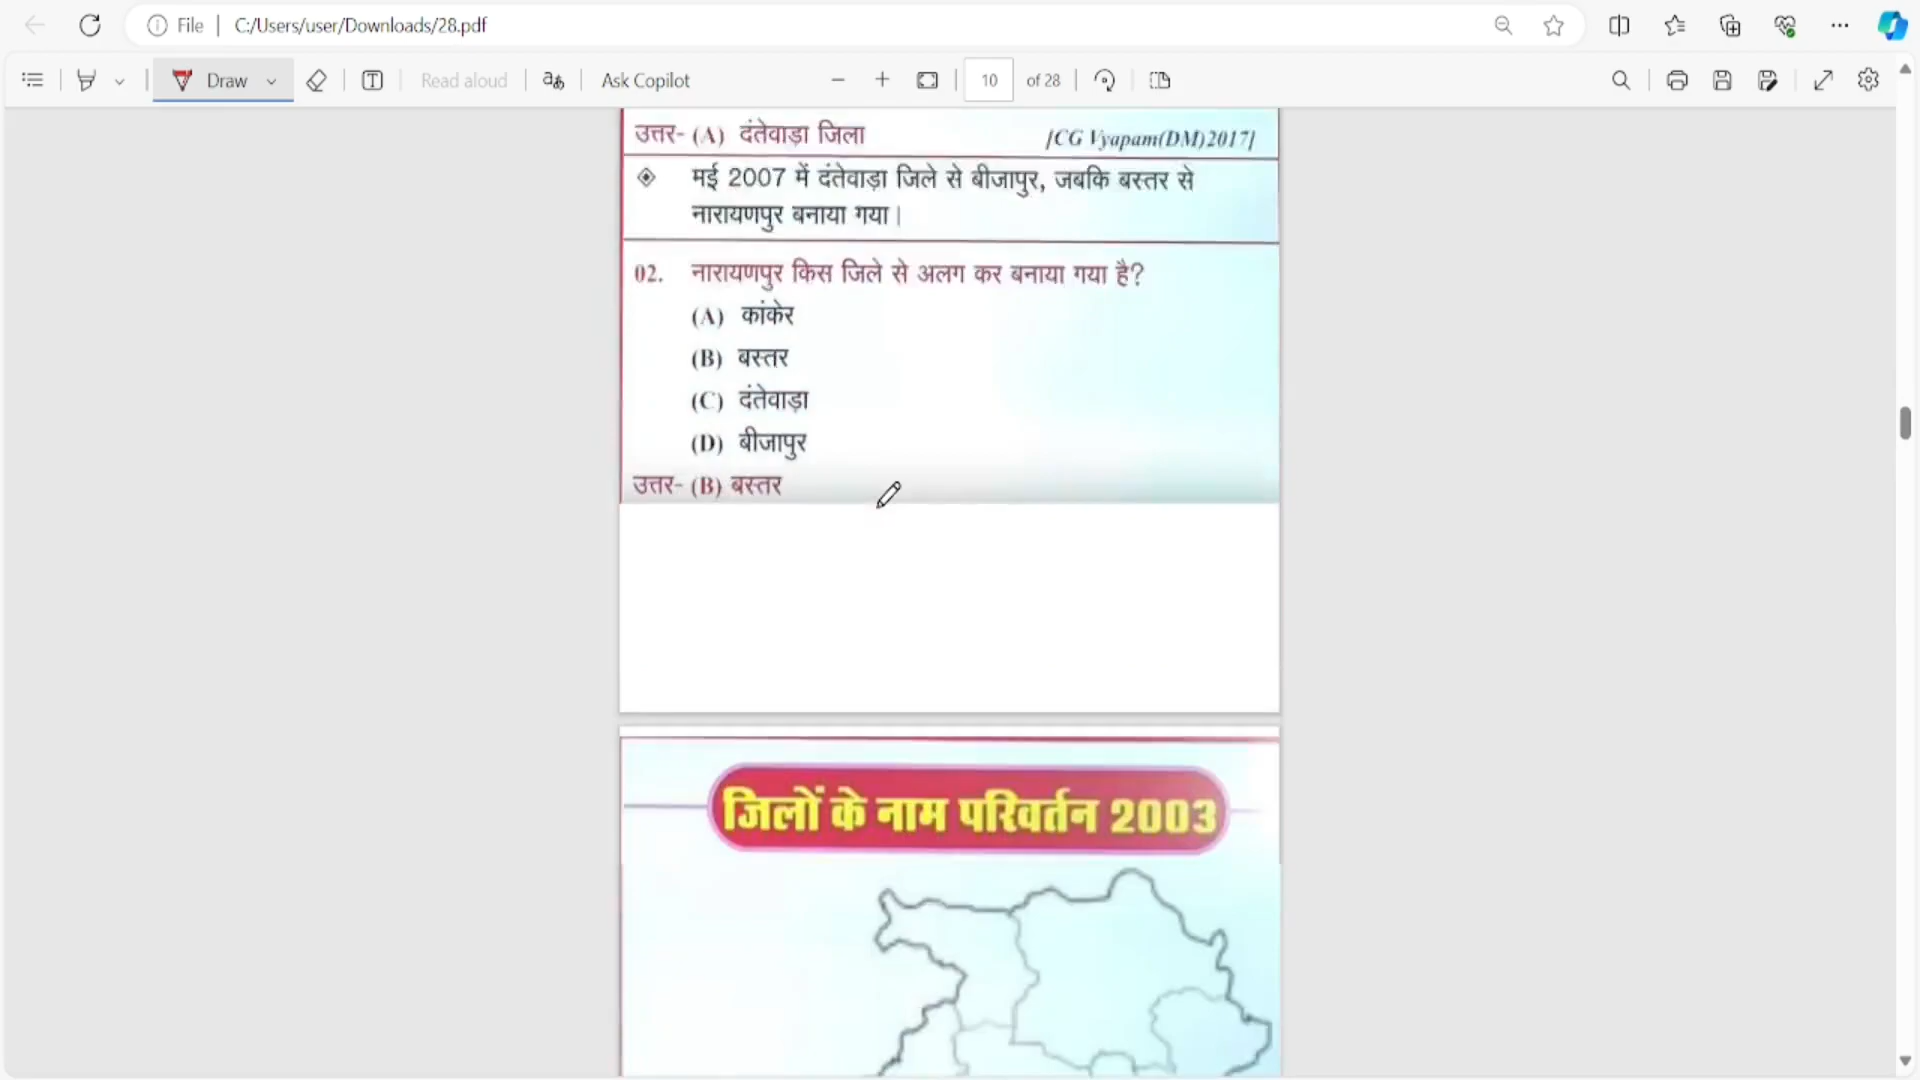 File
C:/Users/user/Downloads/28.pdf
Draw
Read aloud
aあ
Ask Copilot
10
of 28
उत्तर- (A) दंतेवाड़ा जिला
[CG Vyapam(DM)2017]
मई 2007 में दंतेवाड़ा जिले से बीजापुर, जबकि बस्तर से
नारायणपुर बनाया गया।
02. नारायणपुर किस जिले से अलग कर बनाया गया है?
(A) कांकेर
(B) बस्तर
(C) दंतेवाड़ा
(D) बीजापुर
उत्तर- (B) बस्तर
जिलों के नाम परिवर्तन 2003